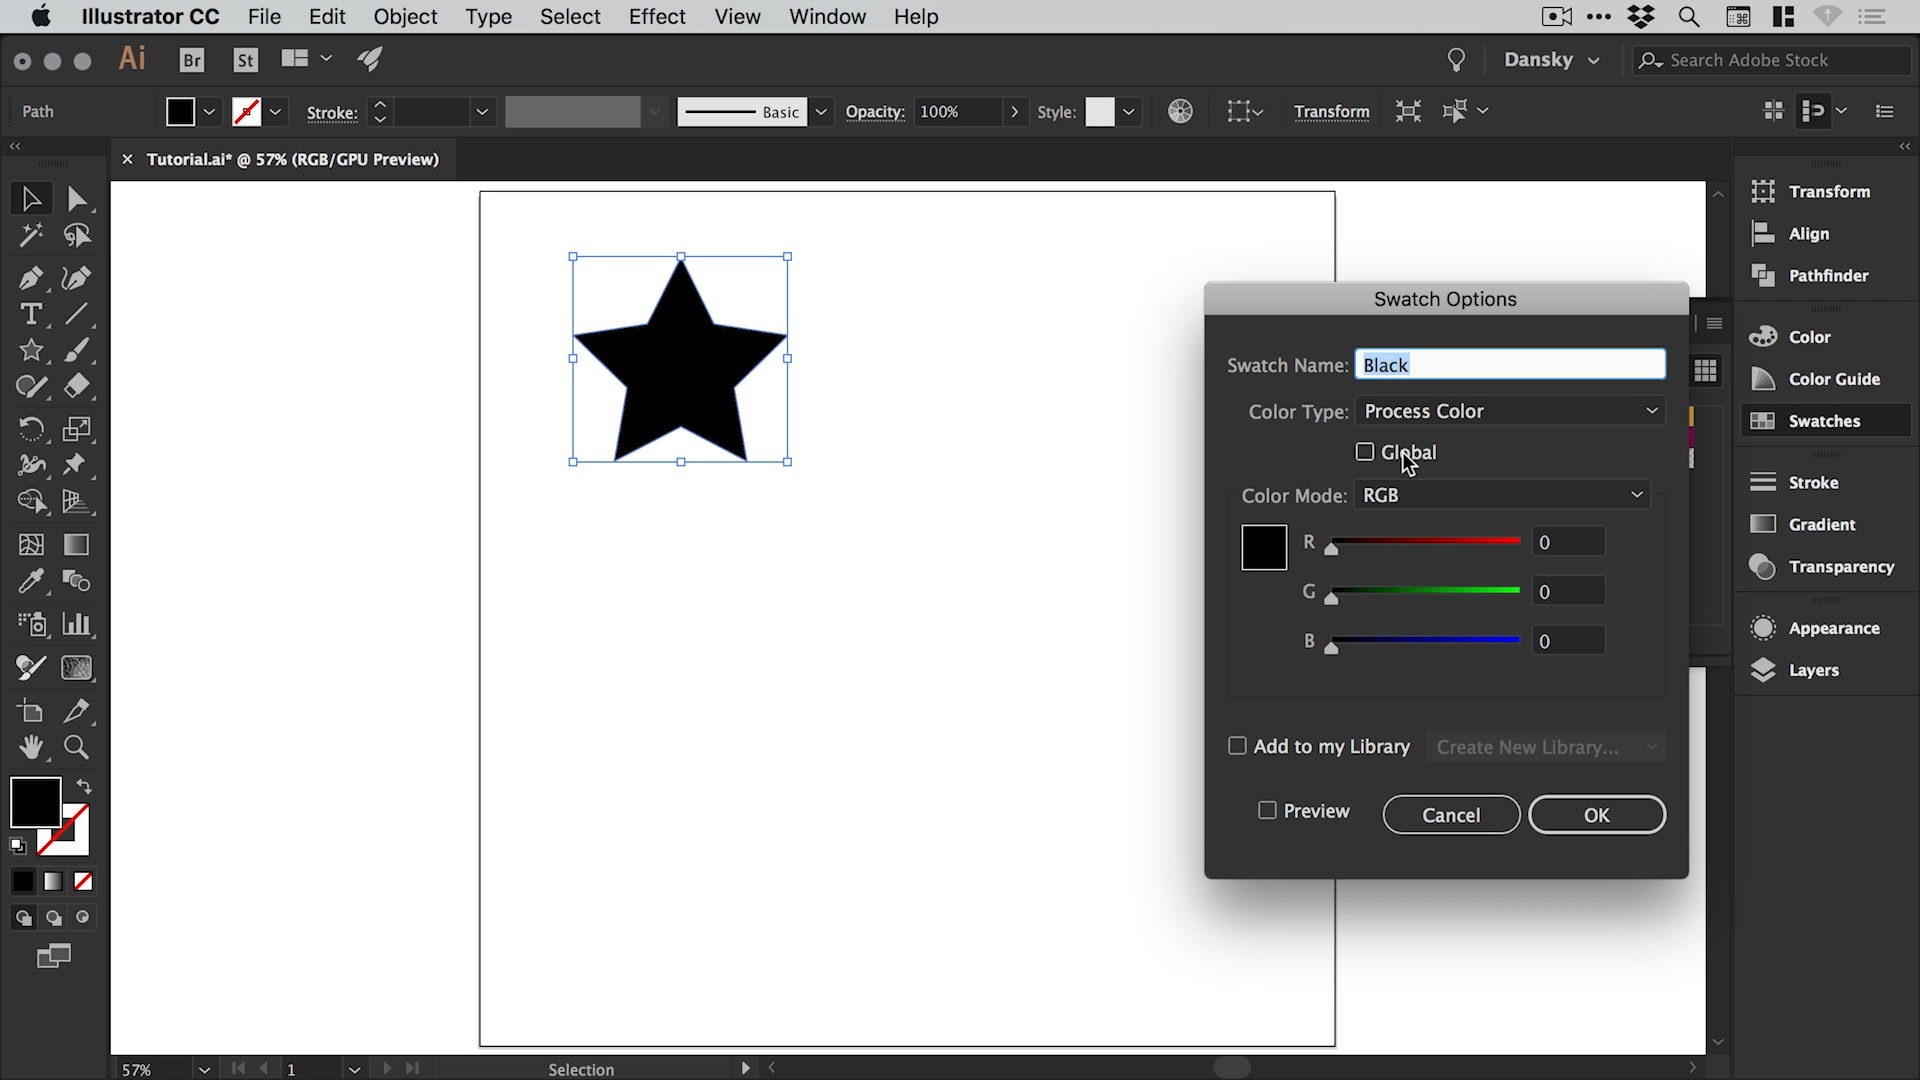 Illustrator CC File Edit Object Type Select Effect View Window Help
Ai Br St Dansky Search Adobe Stock
Path Stroke: Basic Opacity: 100% Style: Transform
× Tutorial.ai* @ 57% (RGB/GPU Preview)
Transform
Align
Pathfinder
Color
Color Guide
Swatches
Stroke
Gradient
Transparency
Appearance
Layers
Swatch Options
Swatch Name: Black
Color Type: Process Color
Global
Color Mode: RGB
R 0
G 0
B 0
Add to my Library Create New Library...
Preview Cancel OK
57% 1 Selection